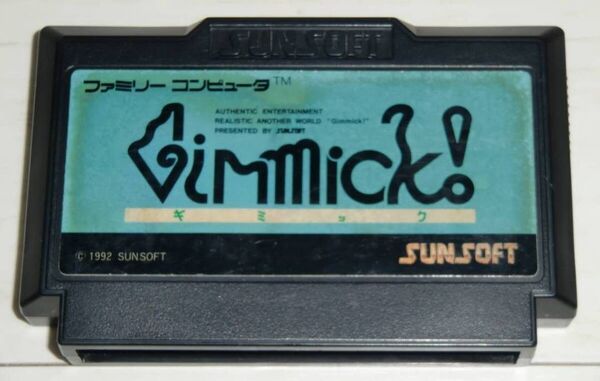 SUNSOFT
ファミリー コンピュータ™
AUTHENTIC ENTERTAINMENT
REALISTIC ANOTHER WORLD "Gimmick!"
PRESENTED BY SUNSOFT
Gimmick!
ギミック
© 1992 SUNSOFT
SUNSOFT